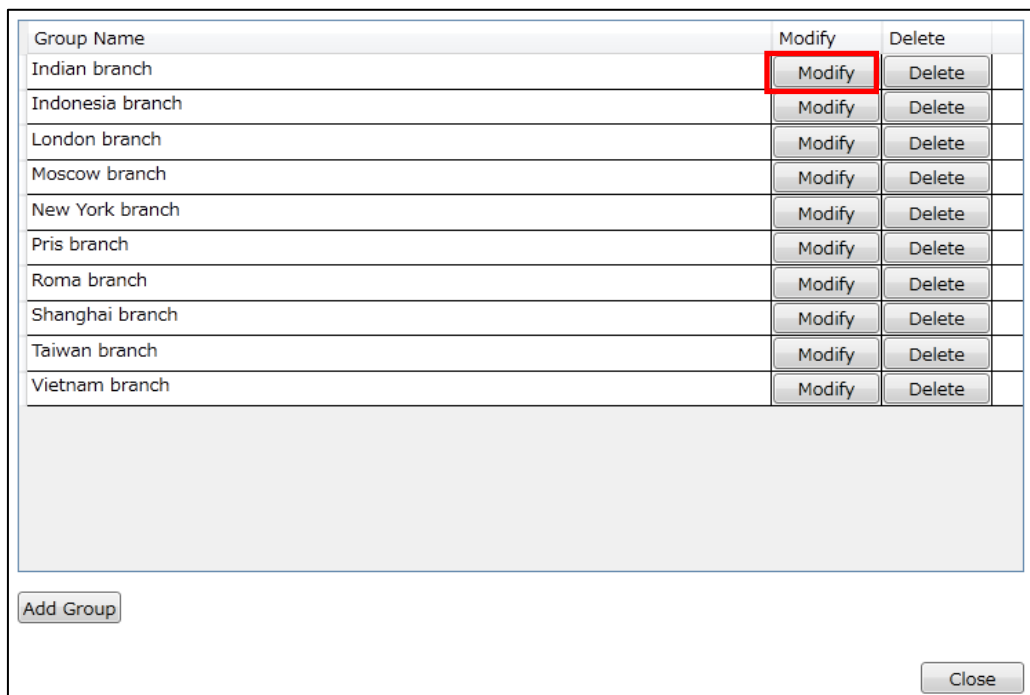 Group Name Modify Delete
Indian branch Modify Delete
Indonesia branch Modify Delete
London branch Modify Delete
Moscow branch Modify Delete
New York branch Modify Delete
Pris branch Modify Delete
Roma branch Modify Delete
Shanghai branch Modify Delete
Taiwan branch Modify Delete
Vietnam branch Modify Delete
Add Group
Close